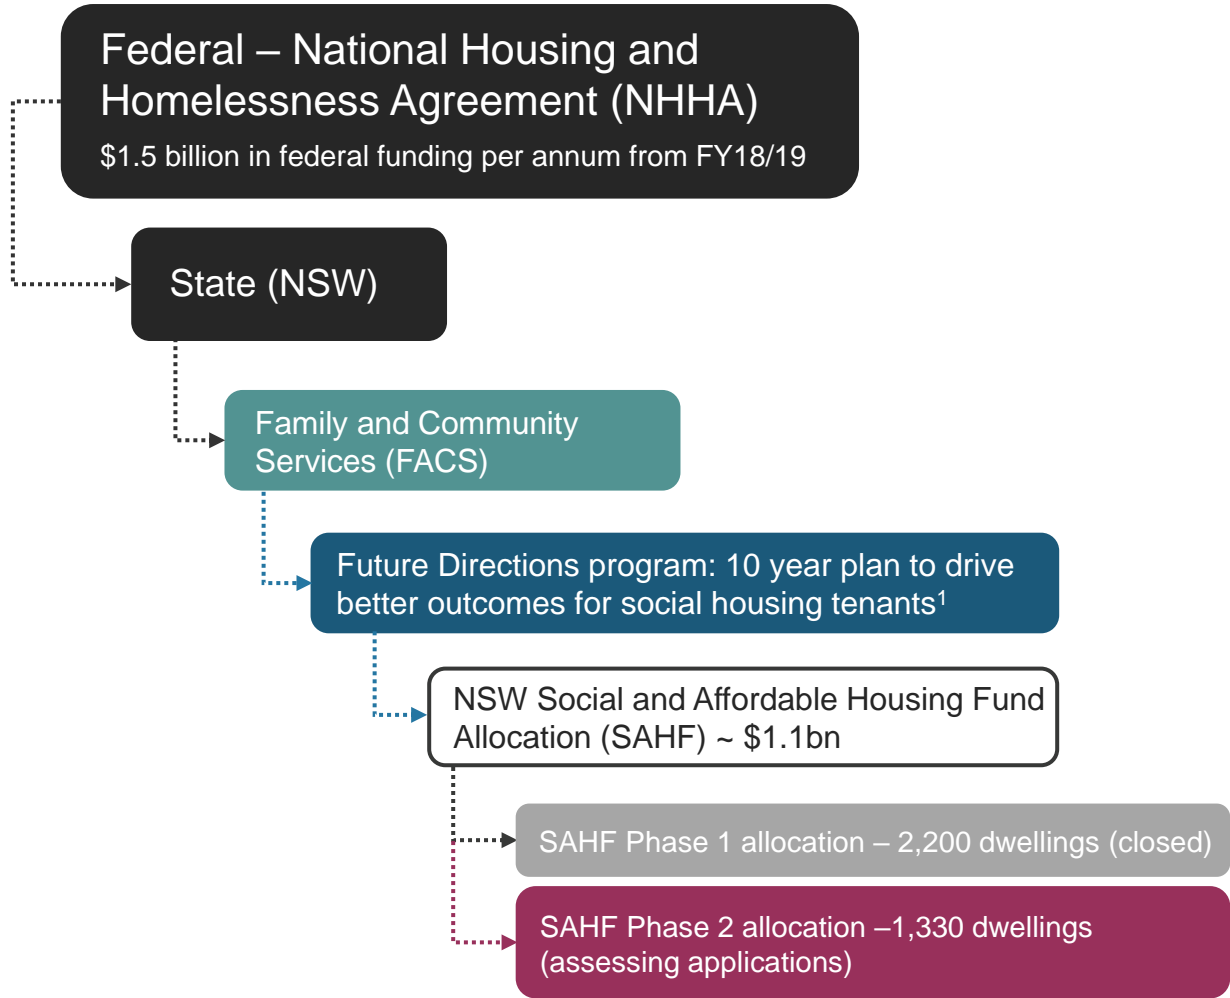 Federal – National Housing and
Homelessness Agreement (NHHA)
$1.5 billion in federal funding per annum from FY18/19
State (NSW)
Family and Community
Services (FACS)
Future Directions program: 10 year plan to drive
better outcomes for social housing tenants¹
NSW Social and Affordable Housing Fund
Allocation (SAHF) ~ $1.1bn
SAHF Phase 1 allocation – 2,200 dwellings (closed)
SAHF Phase 2 allocation –1,330 dwellings
(assessing applications)